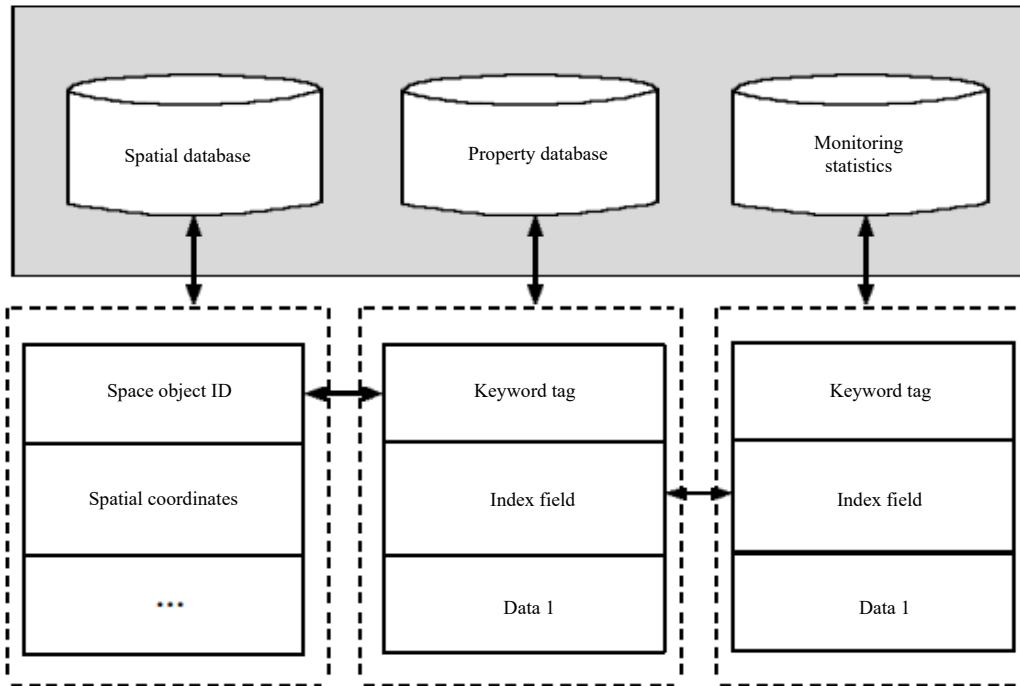 Spatial database
Property database
Monitoring
statistics
Space object ID
Keyword tag
Keyword tag
Spatial coordinates
Index field
Index field
...
Data 1
Data 1